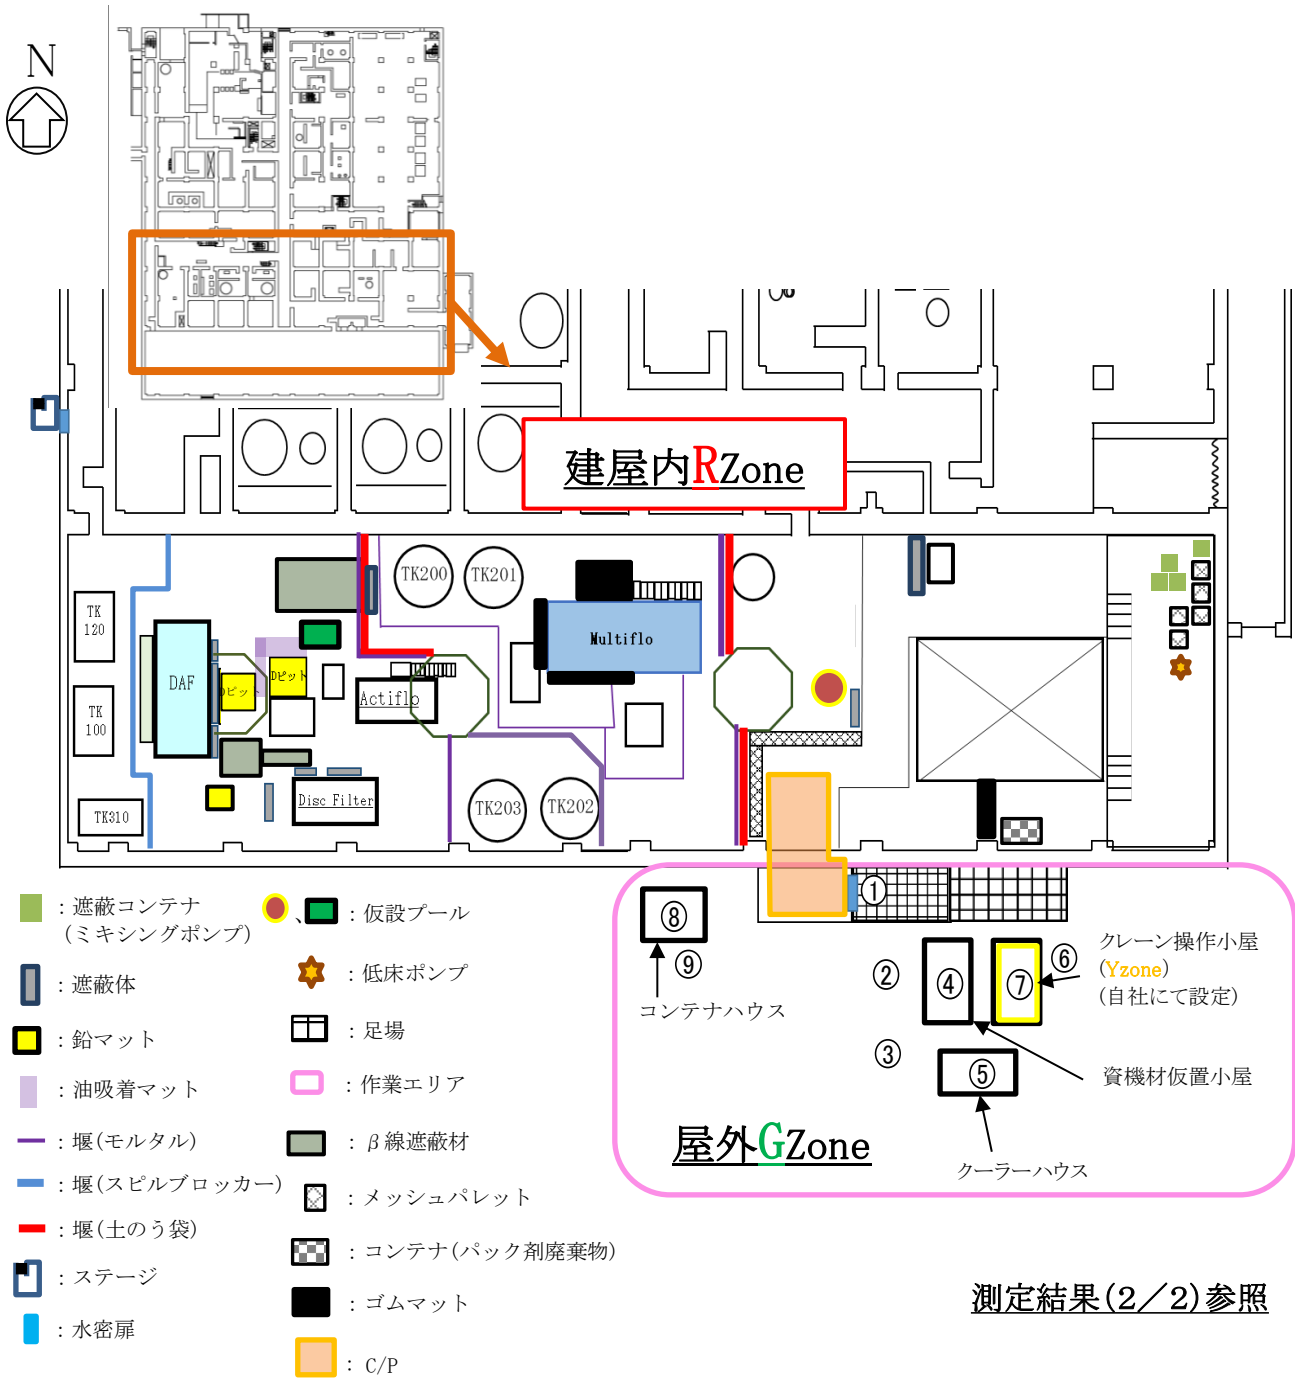 N
建屋内RZone
TK200
TK201
TK
120
Multiflo
DAF
Dピット
Dピット
Actiflo
TK
100
Disc Filter
TK203
TK202
TK310
①
⑧
⑨
コンテナハウス
②
④
⑦
⑥
クレーン操作小屋
(Yzone)
(自社にて設定)
③
⑤
資機材仮置小屋
クーラーハウス
屋外GZone
：遮蔽コンテナ
(ミキシングポンプ)
、
：仮設プール
：遮蔽体
：低床ポンプ
：鉛マット
：足場
：油吸着マット
：作業エリア
：堰(モルタル)
：β線遮蔽材
：堰(スピルブロッカー)
：メッシュパレット
：堰(土のう袋)
：コンテナ(パック剤廃棄物)
：ステージ
：ゴムマット
：水密扉
：C/P
測定結果(2／2)参照